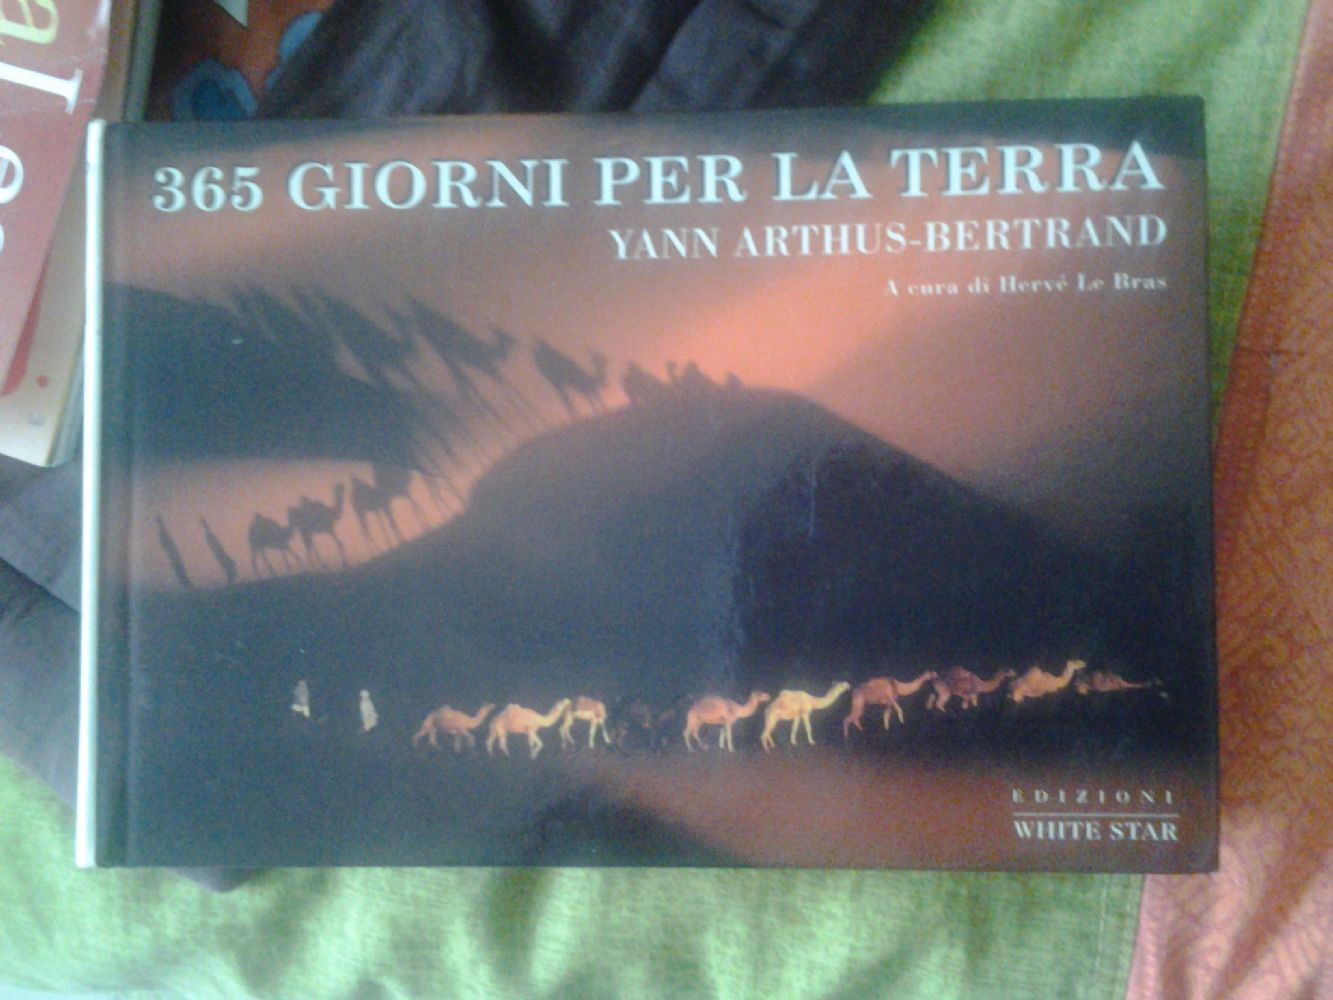 365 GIORNI PER LA TERRA
YANN ARTHUS-BERTRAND
A cura di Hervé Le Bras
EDIZIONI
WHITE STAR